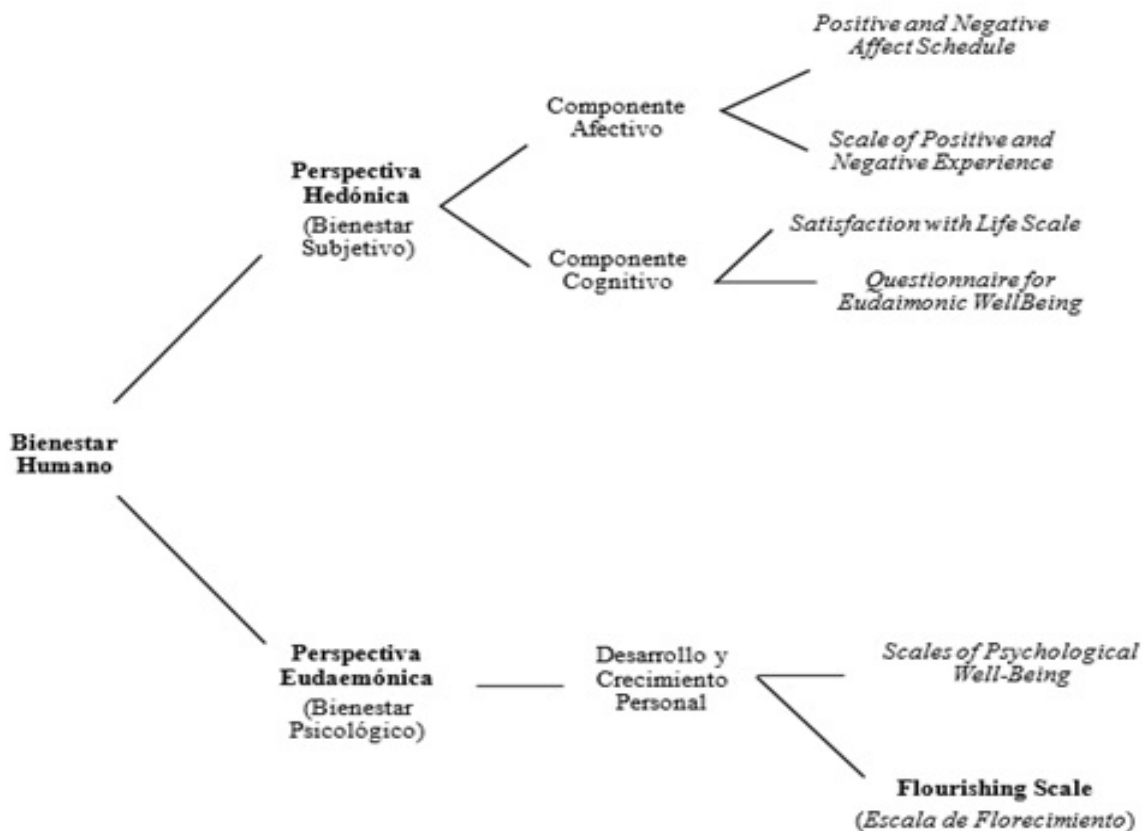 Positive and Negative
Affect Schedule
Componente
Afectivo
Scale of Positive and
Negative Experience
Perspectiva
Hedónica
(Bienestar
Subjetivo)
Satisfaction with Life Scale
Componente
Cognitivo
Questionnaire for
Eudaimonic WellBeing
Bienestar
Humano
Perspectiva
Eudaemónica
(Bienestar
Psicológico)
Desarrollo y
Crecimiento
Personal
Scales of Psychological
Well-Being
Flourishing Scale
(Escala de Florecimiento)